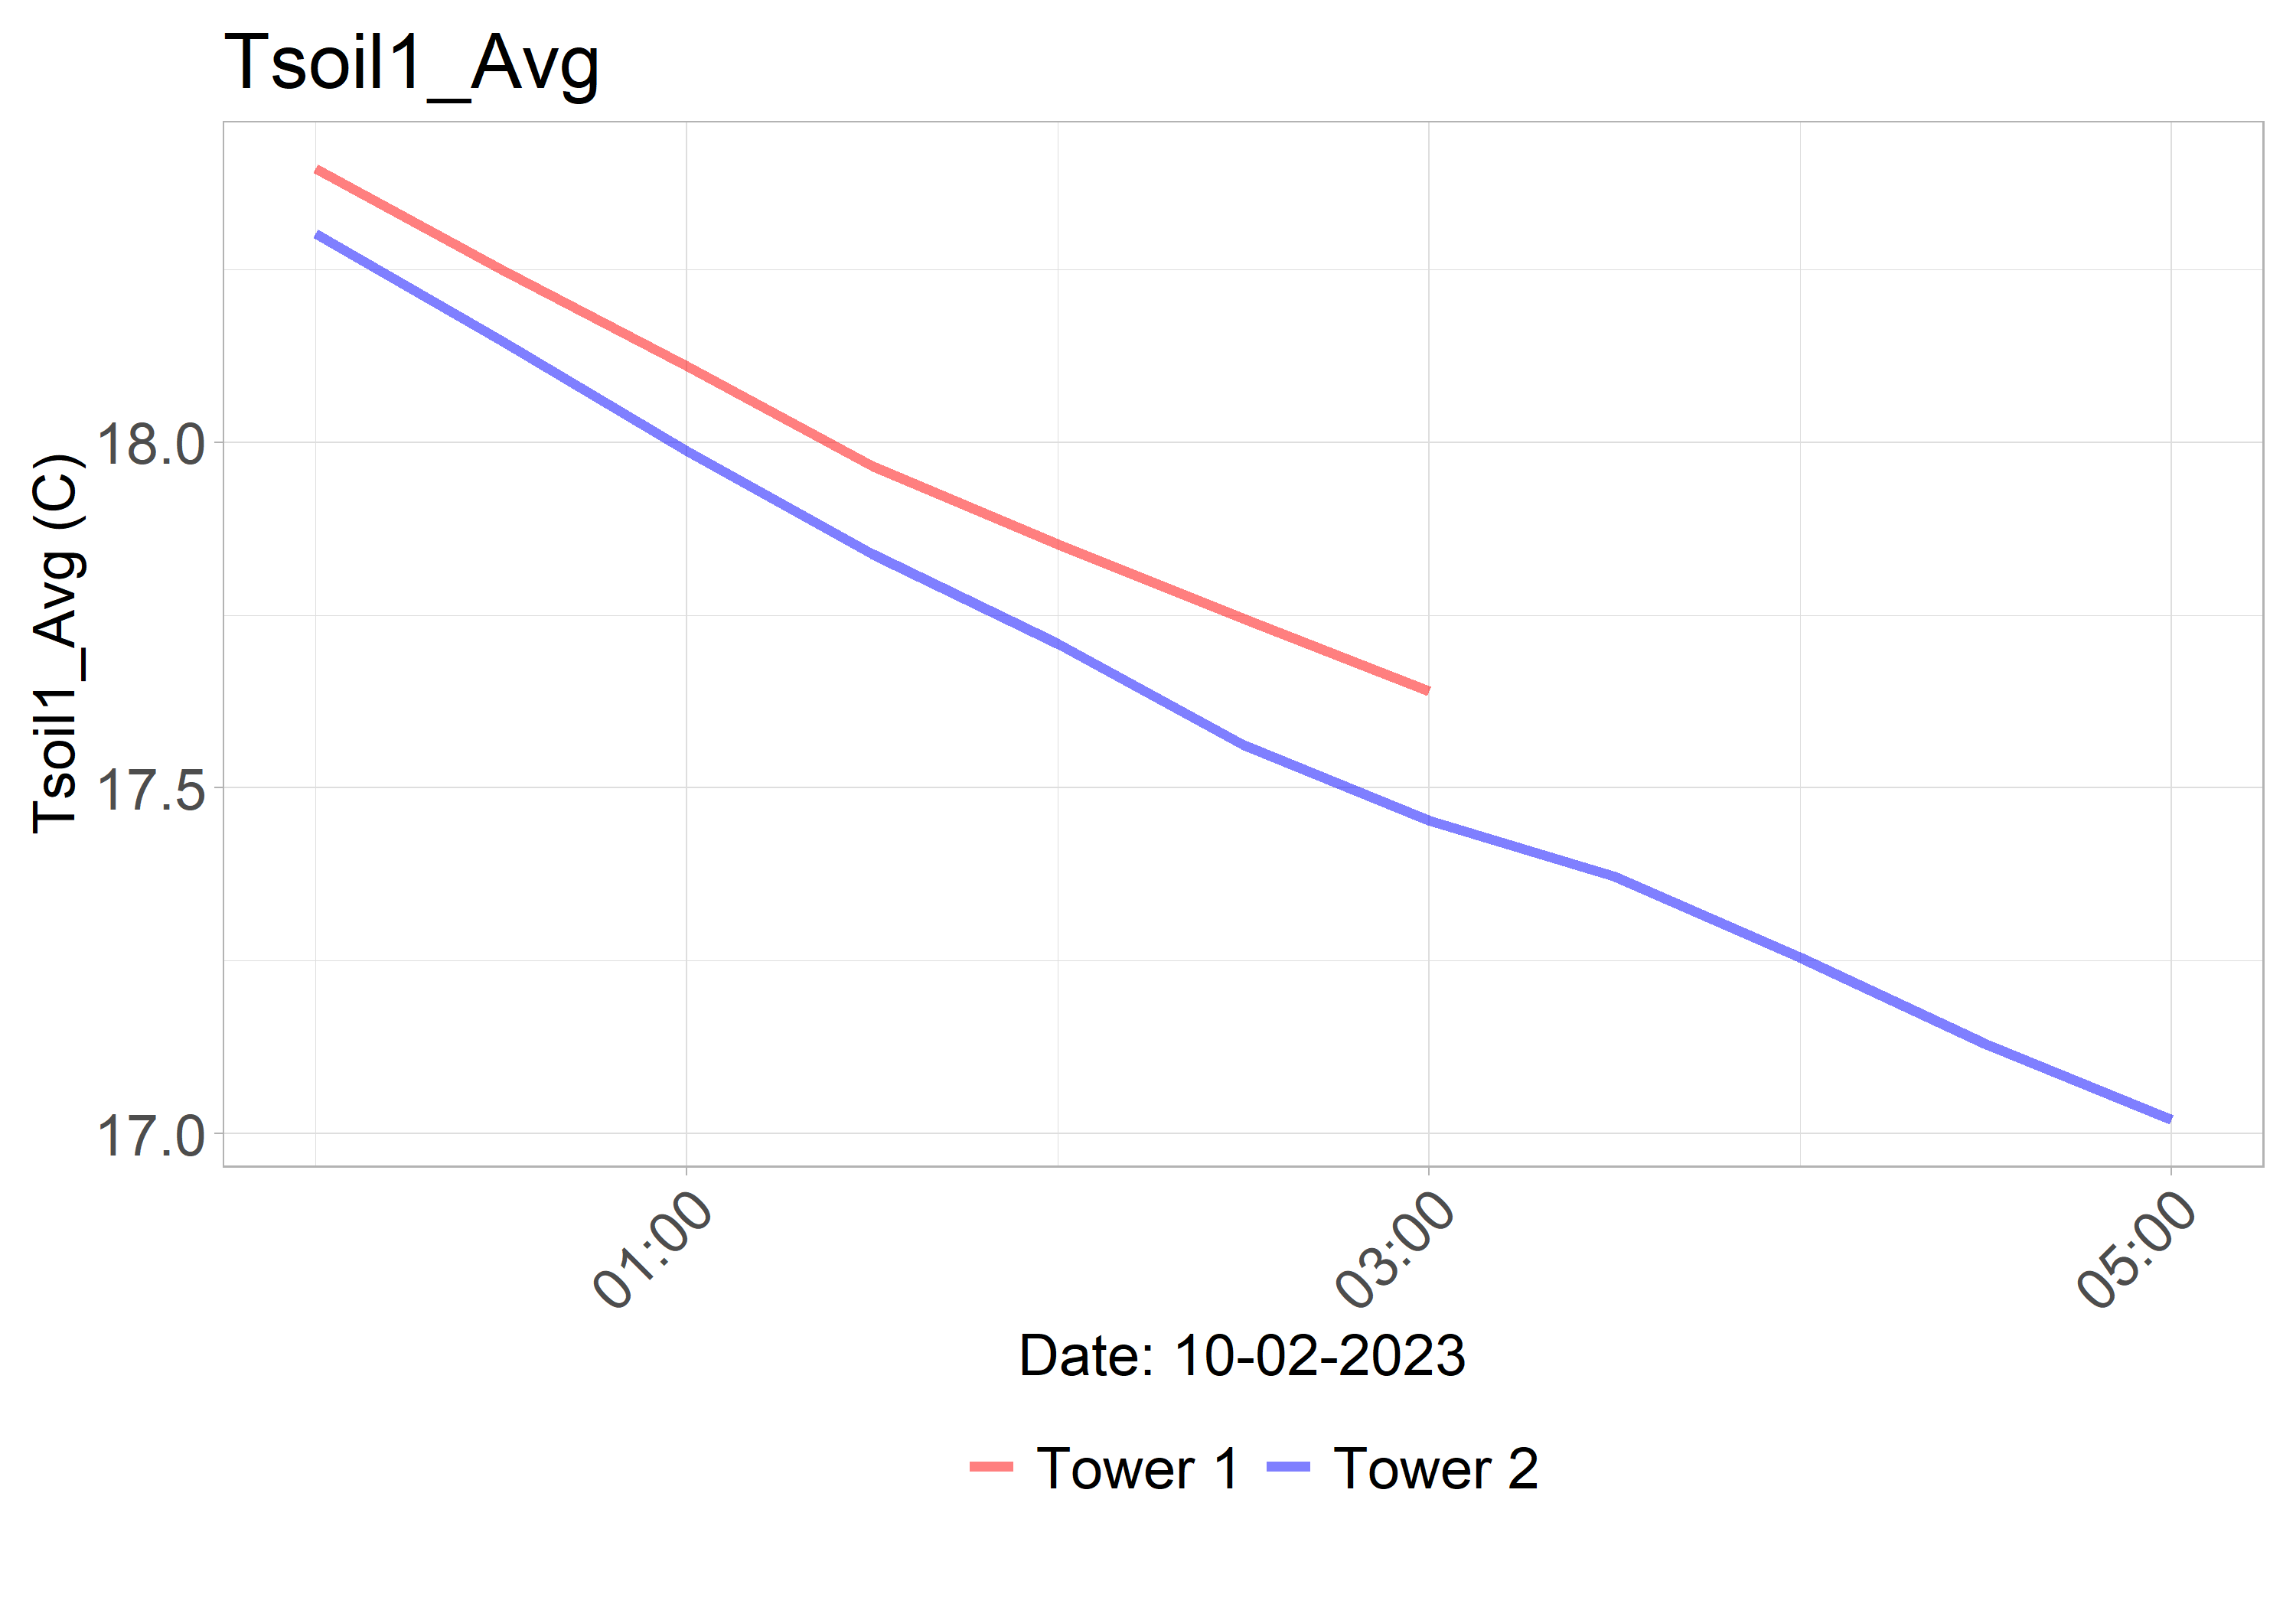 Tsoil1_Avg
Tsoil1_Avg (C)
18.0
17.5
17.0
01:00
03:00
05:00
Date: 10-02-2023
Tower 1
Tower 2